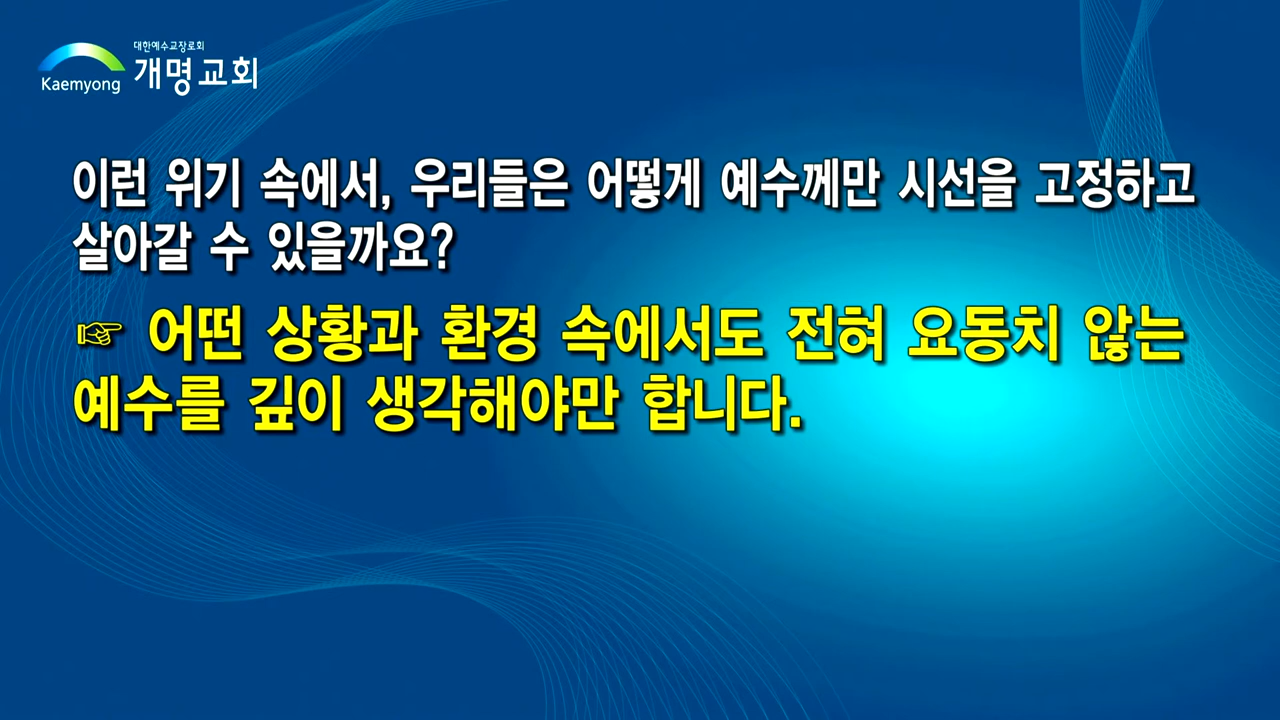 대한예수교장로회
개명교회
Kaemyong
이런 위기 속에서, 우리들은 어떻게 예수께만 시선을 고정하고
살아갈 수 있을까요?
☞ 어떤 상황과 환경 속에서도 전혀 요동치 않는
예수를 깊이 생각해야만 합니다.